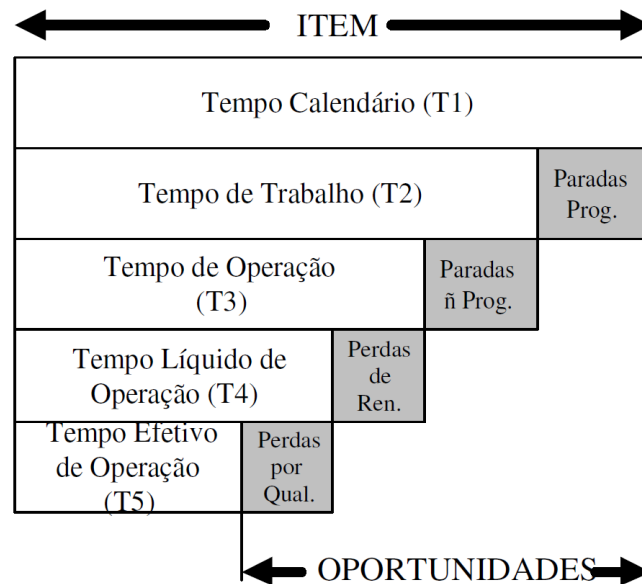 ITEM
Tempo Calendário (T1)
Tempo de Trabalho (T2)
Paradas
Prog.
Tempo de Operação
(T3)
Paradas
ñ Prog.
Tempo Líquido de
Operação (T4)
Perdas
de
Ren.
Tempo Efetivo
de Operação
(T5)
Perdas
por
Qual.
OPORTUNIDADES